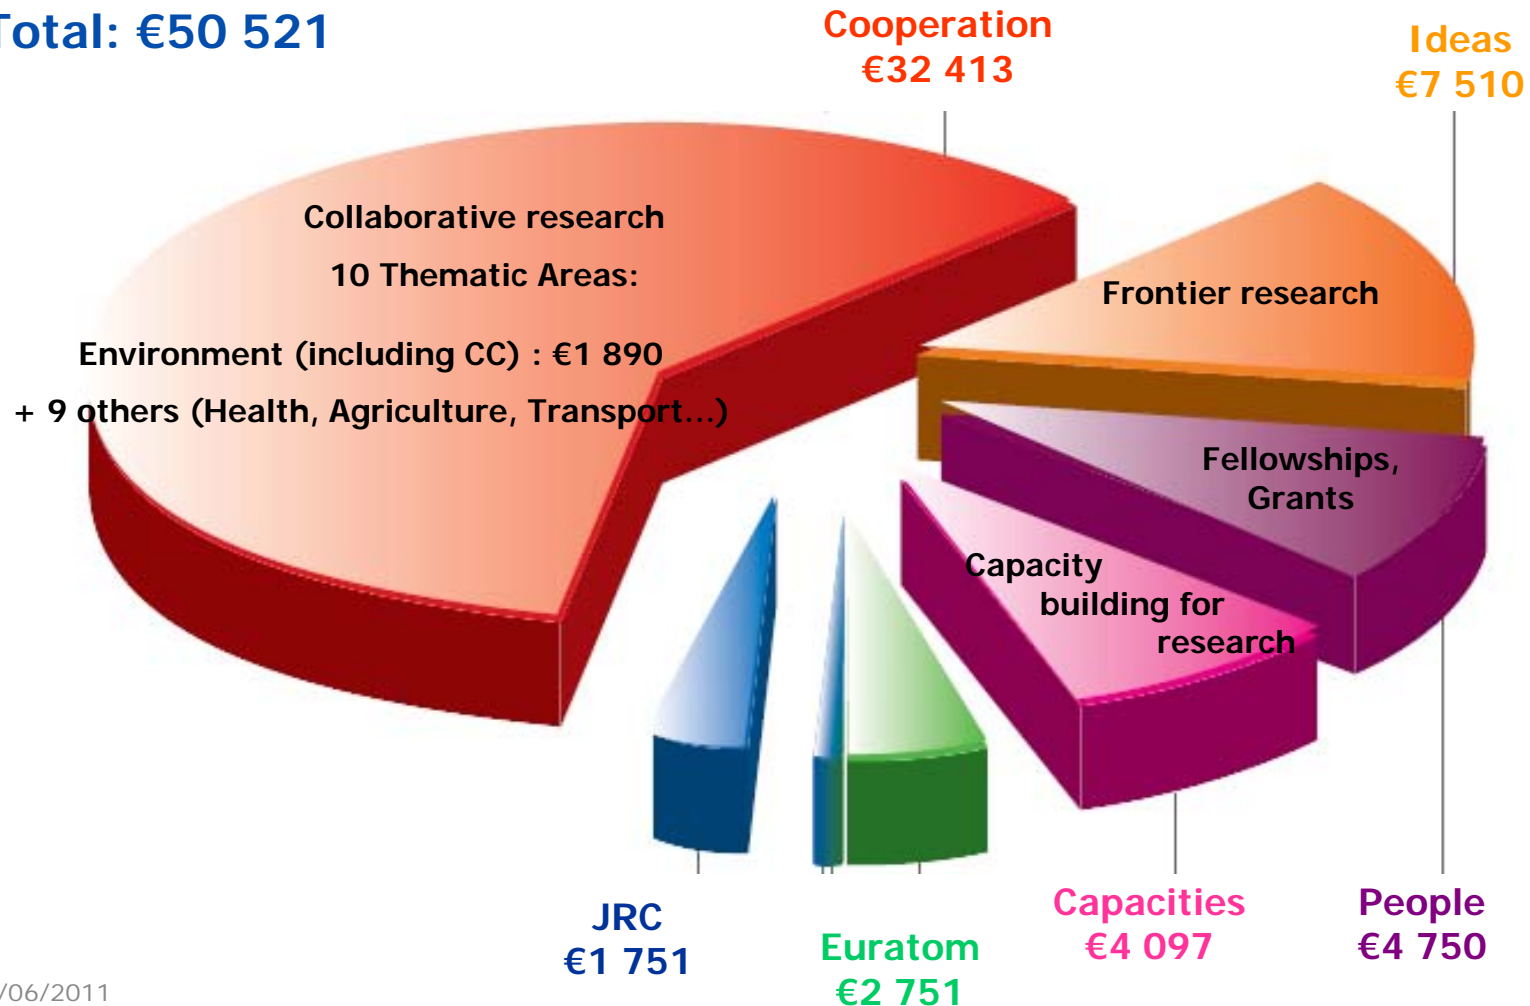 Total: €50 521
Cooperation
€32 413
Ideas
€7 510
Collaborative research
10 Thematic Areas:
Environment (including CC) : €1 890
+ 9 others (Health, Agriculture, Transport...)
Frontier research
Fellowships,
Grants
Capacity
building for
research
JRC
€1 751
Euratom
€2 751
Capacities
€4 097
People
€4 750
/06/2011